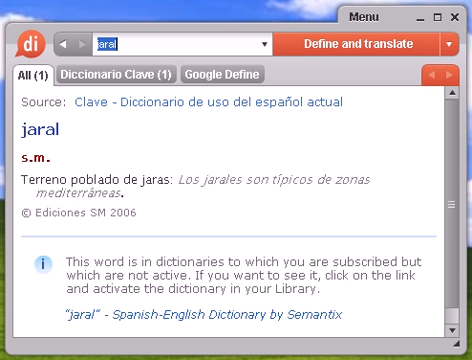 Menu
di
jaral
Define and translate
All (1)
Diccionario Clave (1)
Google Define
Source: Clave - Diccionario de uso del español actual
jaral
s.m.
Terreno poblado de jaras: Los jarales son típicos de zonas
mediterráneas.
© Ediciones SM 2006
i
This word is in dictionaries to which you are subscribed but
which are not active. If you want to see it, click on the link
and activate the dictionary in your Library.
"jaral" - Spanish-English Dictionary by Semantix